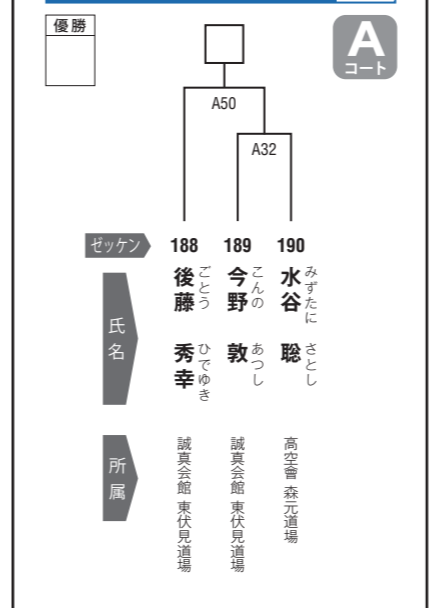 優勝
A
コート
A50
A32
ゼッケン
188 189 190
氏名
後藤 秀幸
ごとう ひでゆき
今野 敦
こんの あつし
水谷 聡
みずたに さとし
所属
誠真会館 東伏見道場
誠真会館 東伏見道場
高空會 森元道場